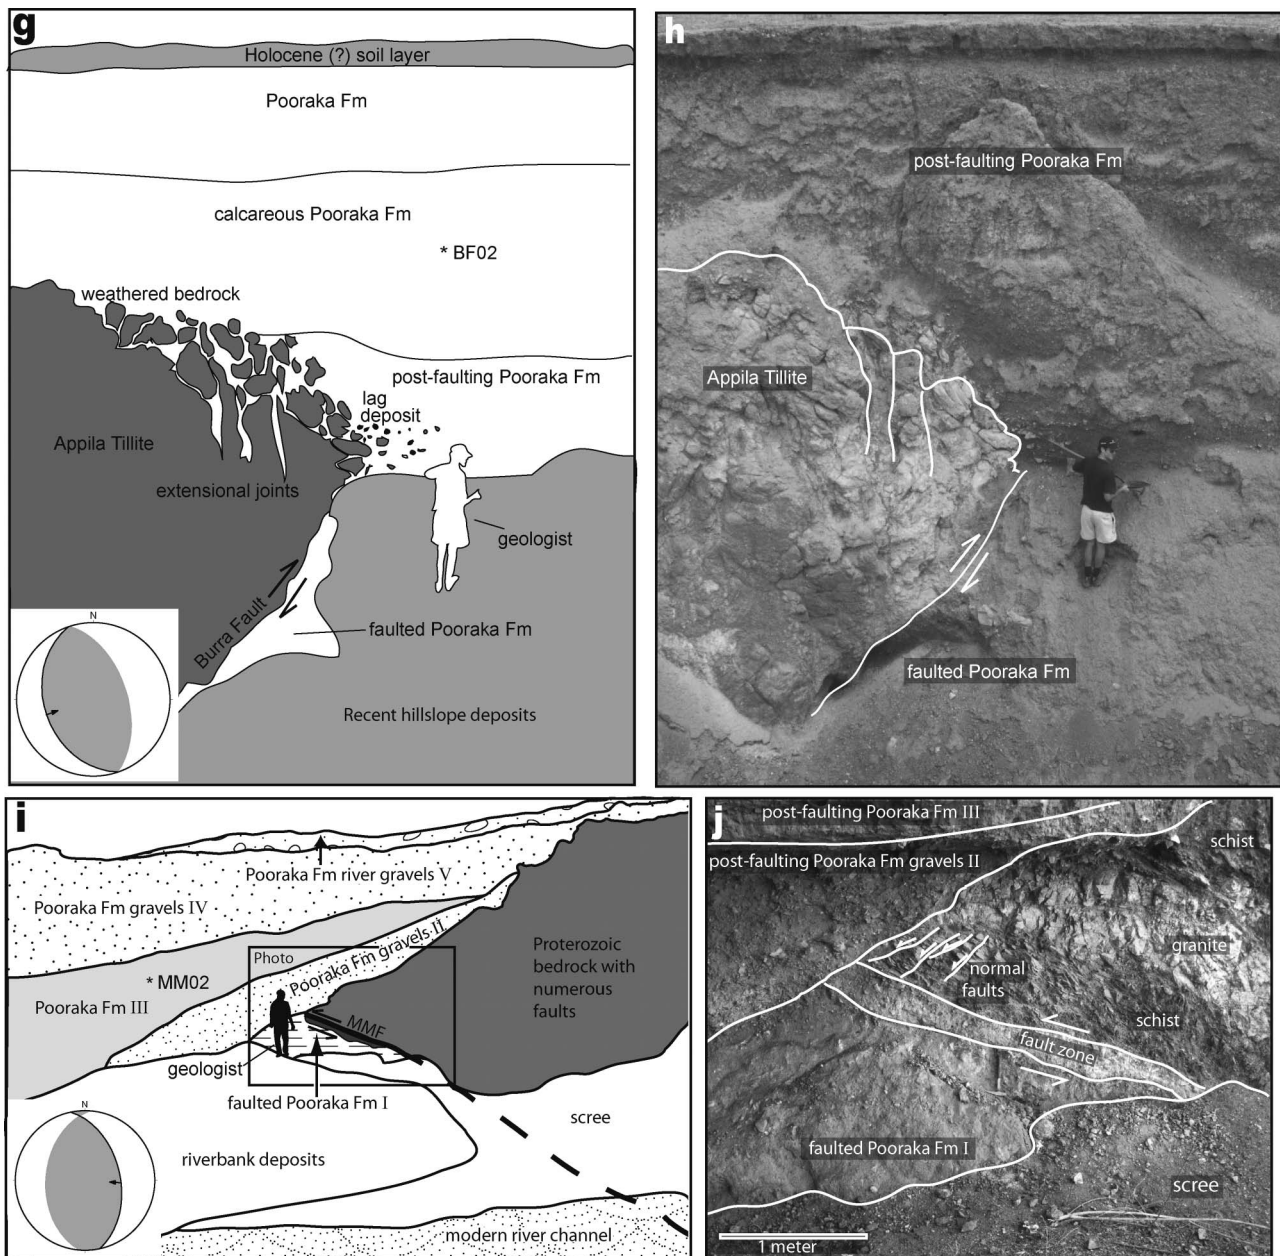 g
Holocene (?) soil layer
Pooraka Fm
calcareous Pooraka Fm
* BF02
weathered bedrock
post-faulting Pooraka Fm
lag
deposit
Appila Tillite
extensional joints
geologist
Burra Fault
faulted Pooraka Fm
Recent hillslope deposits
N
h
post-faulting Pooraka Fm
Appila Tillite
faulted Pooraka Fm
i
Pooraka Fm river gravels V
Pooraka Fm gravels IV
Pooraka Fm gravels II
Photo
* MM02
Pooraka Fm III
Proterozoic
bedrock with
numerous
faults
MMF
geologist
faulted Pooraka Fm I
scree
N
riverbank deposits
modern river channel
j
post-faulting Pooraka Fm III
schist
post-faulting Pooraka Fm gravels II
granite
normal
faults
schist
fault zone
faulted Pooraka Fm I
scree
1 meter